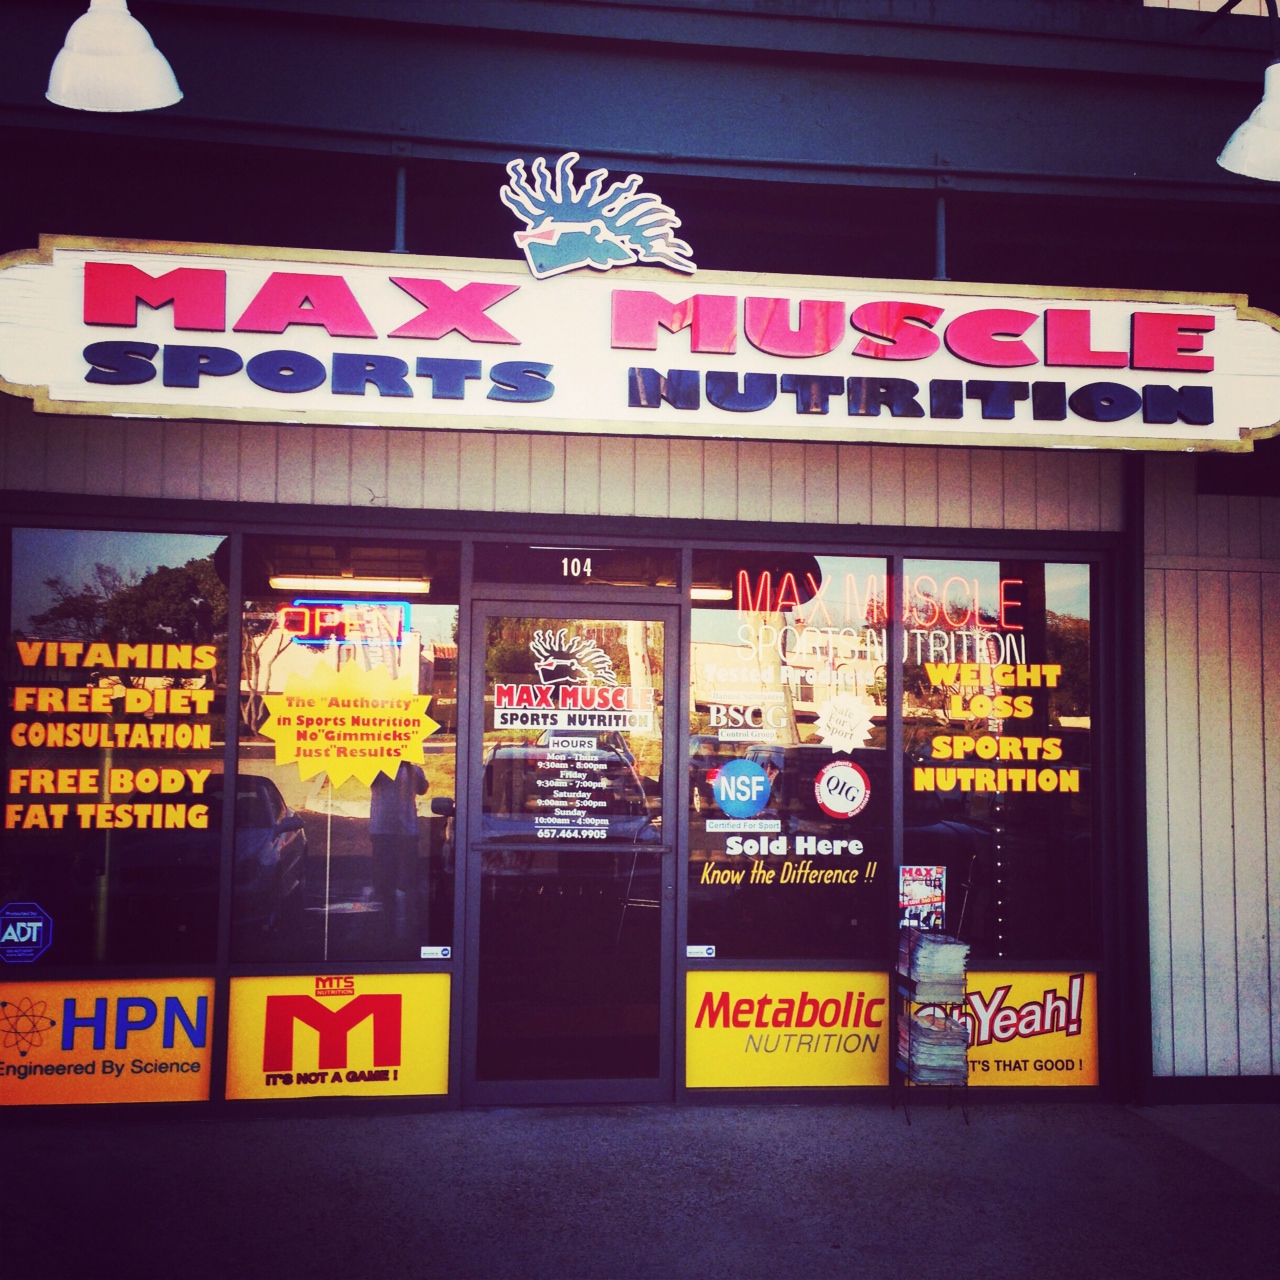 MAX MUSCLE
SPORTS NUTRITION
104
OPEN
VITAMINS
FREE DIET
CONSULTATION
FREE BODY
FAT TESTING
The "Authority"
in Sports Nutrition
No "Gimmicks"
Just "Results"
MAX MUSCLE
SPORTS NUTRITION
HOURS
Mon - Thurs
9:30am - 8:00pm
Friday
9:30am - 7:00pm
Saturday
9:00am - 5:00pm
Sunday
10:00am - 4:00pm
657.464.9905
MAX MUSCLE
SPORTS NUTRITION
Tested Products
BSCG
Control Group
Safe
For
Sport
NSF
Certified For Sport
QIG
Sold Here
Know the Difference !!
WEIGHT
LOSS
SPORTS
NUTRITION
MAX
ADT
HPN
Engineered By Science
MTS
NUTRITION
M
IT'S NOT A GAME !
Metabolic
NUTRITION
Yeah!
T'S THAT GOOD !